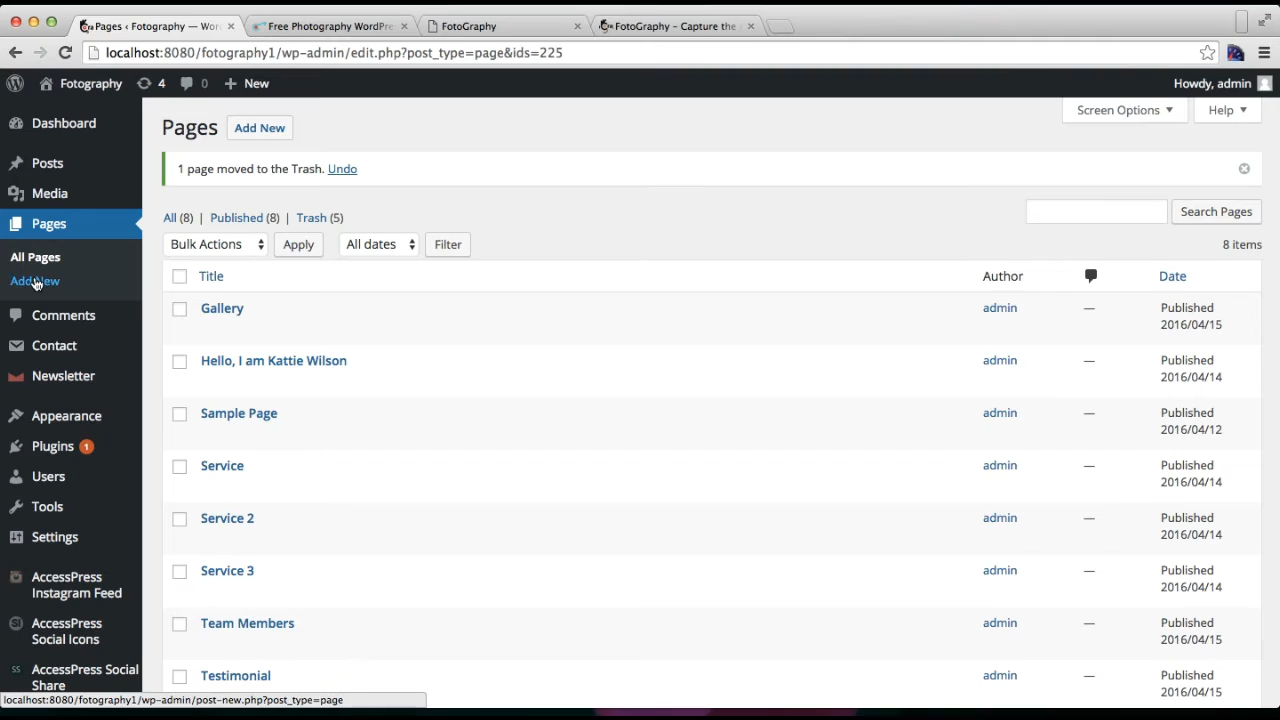 Pages ‹ Fotography — Wor
Free Photography WordPre
FotoGraphy
FotoGraphy - Capture the
localhost:8080/fotography1/wp-admin/edit.php?post_type=page&ids=225
Fotography 4 0 + New
Howdy, admin
Dashboard
Posts
Media
Pages
All Pages
Add New
Comments
Contact
Newsletter
Appearance
Plugins 1
Users
Tools
Settings
AccessPress
Instagram Feed
AccessPress
Social Icons
AccessPress Social
Share
Screen Options
Help
Pages Add New
1 page moved to the Trash. Undo
All (8) | Published (8) | Trash (5)
Search Pages
Bulk Actions Apply All dates Filter
8 items
Title Author Date
Gallery admin — Published
2016/04/15
Hello, I am Kattie Wilson admin — Published
2016/04/14
Sample Page admin — Published
2016/04/12
Service admin — Published
2016/04/14
Service 2 admin — Published
2016/04/14
Service 3 admin — Published
2016/04/14
Team Members admin — Published
2016/04/15
Testimonial admin — Published
2016/04/15
localhost:8080/fotography1/wp-admin/post-new.php?post_type=page